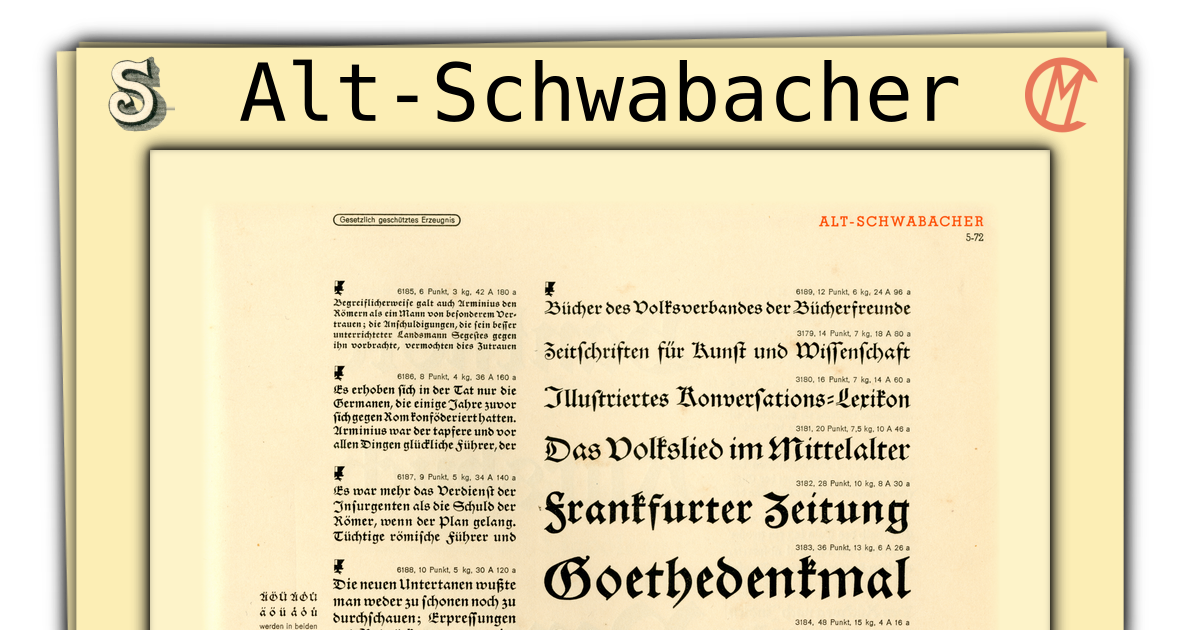 Alt-Schwabacher
Gesetzlich geschütztes Erzeugnis
ALT-SCHWABACHER
5-72
6185, 6 Punkt, 3 kg, 42 A 180 a
Begreiflicherweise galt auch Arminius den
Römern als ein Mann von besonderem Ver-
trauen; die Anschuldigungen, die sein besser
unterrichteter Landsmann Segestes gegen
ihn vorbrachte, vermochten dies Zutrauen
6186, 8 Punkt, 4 kg, 36 A 160 a
Es erhoben sich in der Tat nur die
Germanen, die einige Jahre zuvor
sich gegen Rom konföderiert hatten.
Arminius war der tapfere und vor
allen Dingen glückliche Führer, der
6187, 9 Punkt, 5 kg, 34 A 140 a
Es war mehr das Verdienst der
Insurgenten als die Schuld der
Römer, wenn der Plan gelang.
Tüchtige römische Führer und
6188, 10 Punkt, 5 kg, 30 A 120 a
Die neuen Untertanen wußte
man weder zu schonen noch zu
durchschauen; Erpressungen
ÄÖÜ ÁÓÚ
ä ö ü á ó ú
werden in beiden
6189, 12 Punkt, 6 kg, 24 A 96 a
Bücher des Volksverbandes der Bücherfreunde
3179, 14 Punkt, 7 kg, 18 A 80 a
Zeitschriften für Kunst und Wissenschaft
3180, 16 Punkt, 7 kg, 14 A 60 a
Illustriertes Konversations-Lexikon
3181, 20 Punkt, 7,5 kg, 10 A 46 a
Das Volkslied im Mittelalter
3182, 28 Punkt, 10 kg, 8 A 30 a
Frankfurter Zeitung
3183, 36 Punkt, 13 kg, 6 A 26 a
Goethedenkmal
3184, 48 Punkt, 15 kg, 4 A 16 a